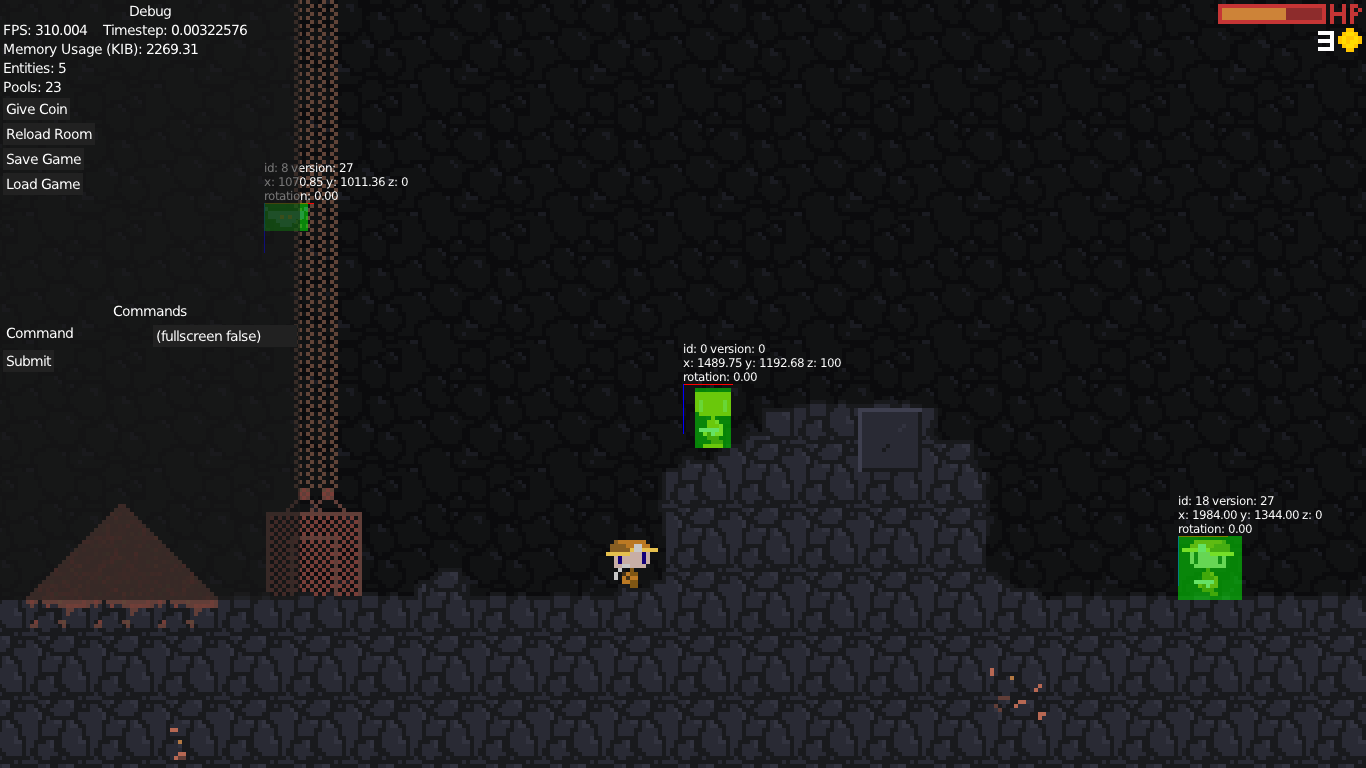 Debug
FPS: 310.004 Timestep: 0.00322576
Memory Usage (KIB): 2269.31
Entities: 5
Pools: 23
Give Coin
Reload Room
Save Game
Load Game
HP
3
id: 8 version: 27
x: 1070.85 y: 1011.36 z: 0
rotation: 0.00
Commands
Command (fullscreen false)
Submit
id: 0 version: 0
x: 1489.75 y: 1192.68 z: 100
rotation: 0.00
id: 18 version: 27
x: 1984.00 y: 1344.00 z: 0
rotation: 0.00